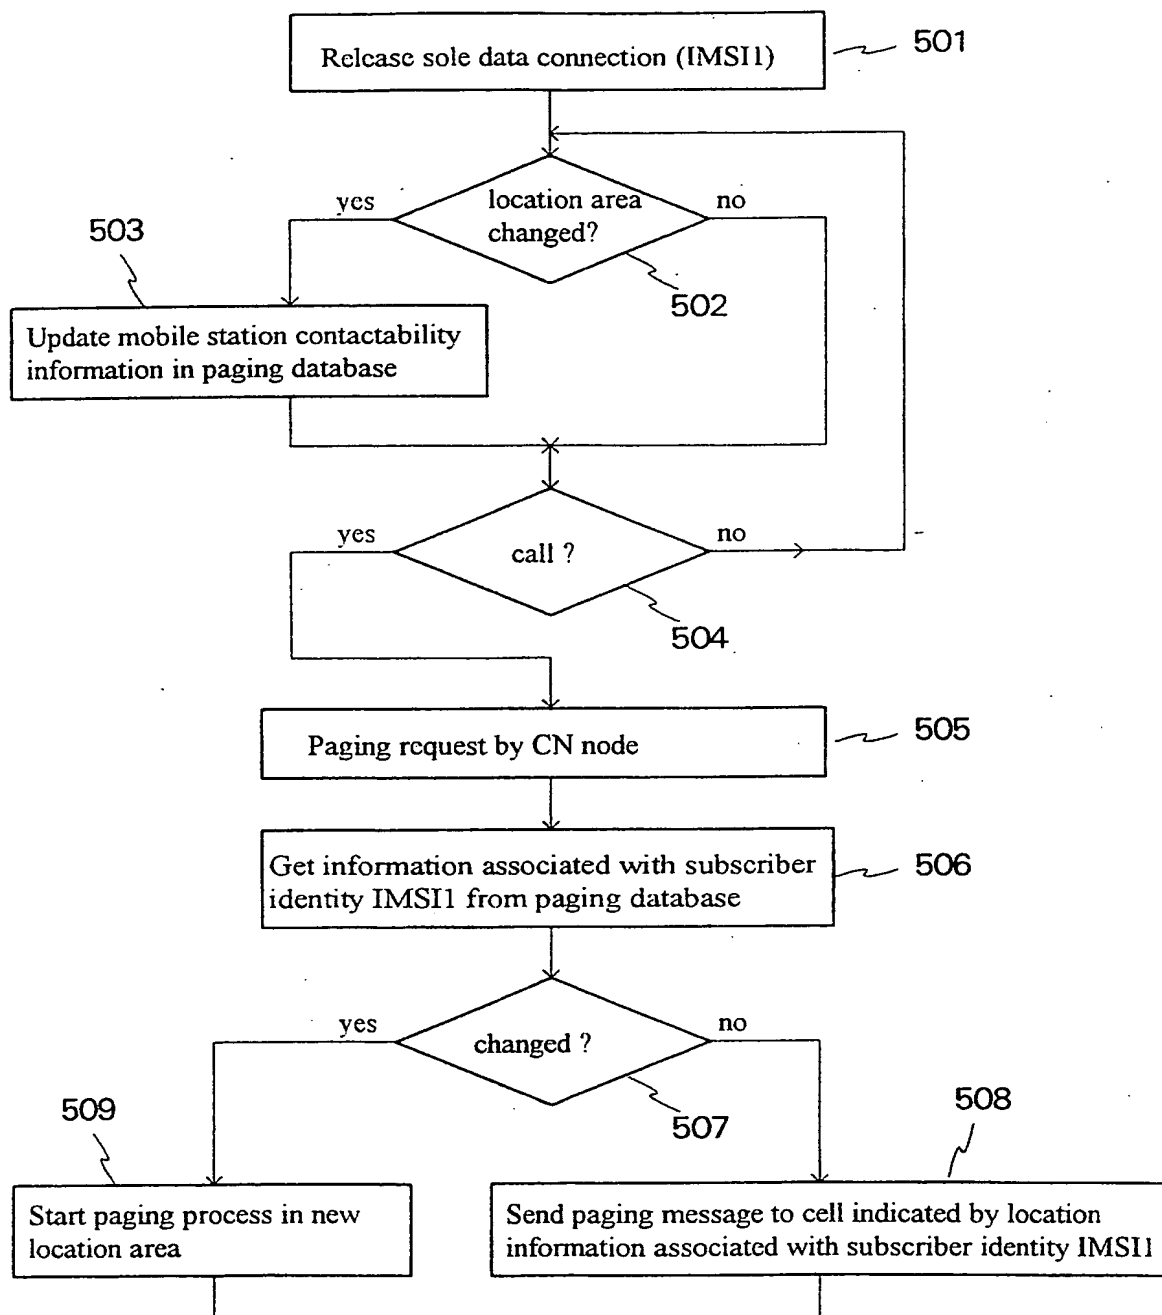 Release sole data connection (IMSI1)
501
yes
location area
changed?
no
502
503
Update mobile station contactability
information in paging database
yes
call ?
no
504
Paging request by CN node
505
Get information associated with subscriber
identity IMSI1 from paging database
506
yes
changed ?
no
507
509
508
Start paging process in new
location area
Send paging message to cell indicated by location
information associated with subscriber identity IMSI1